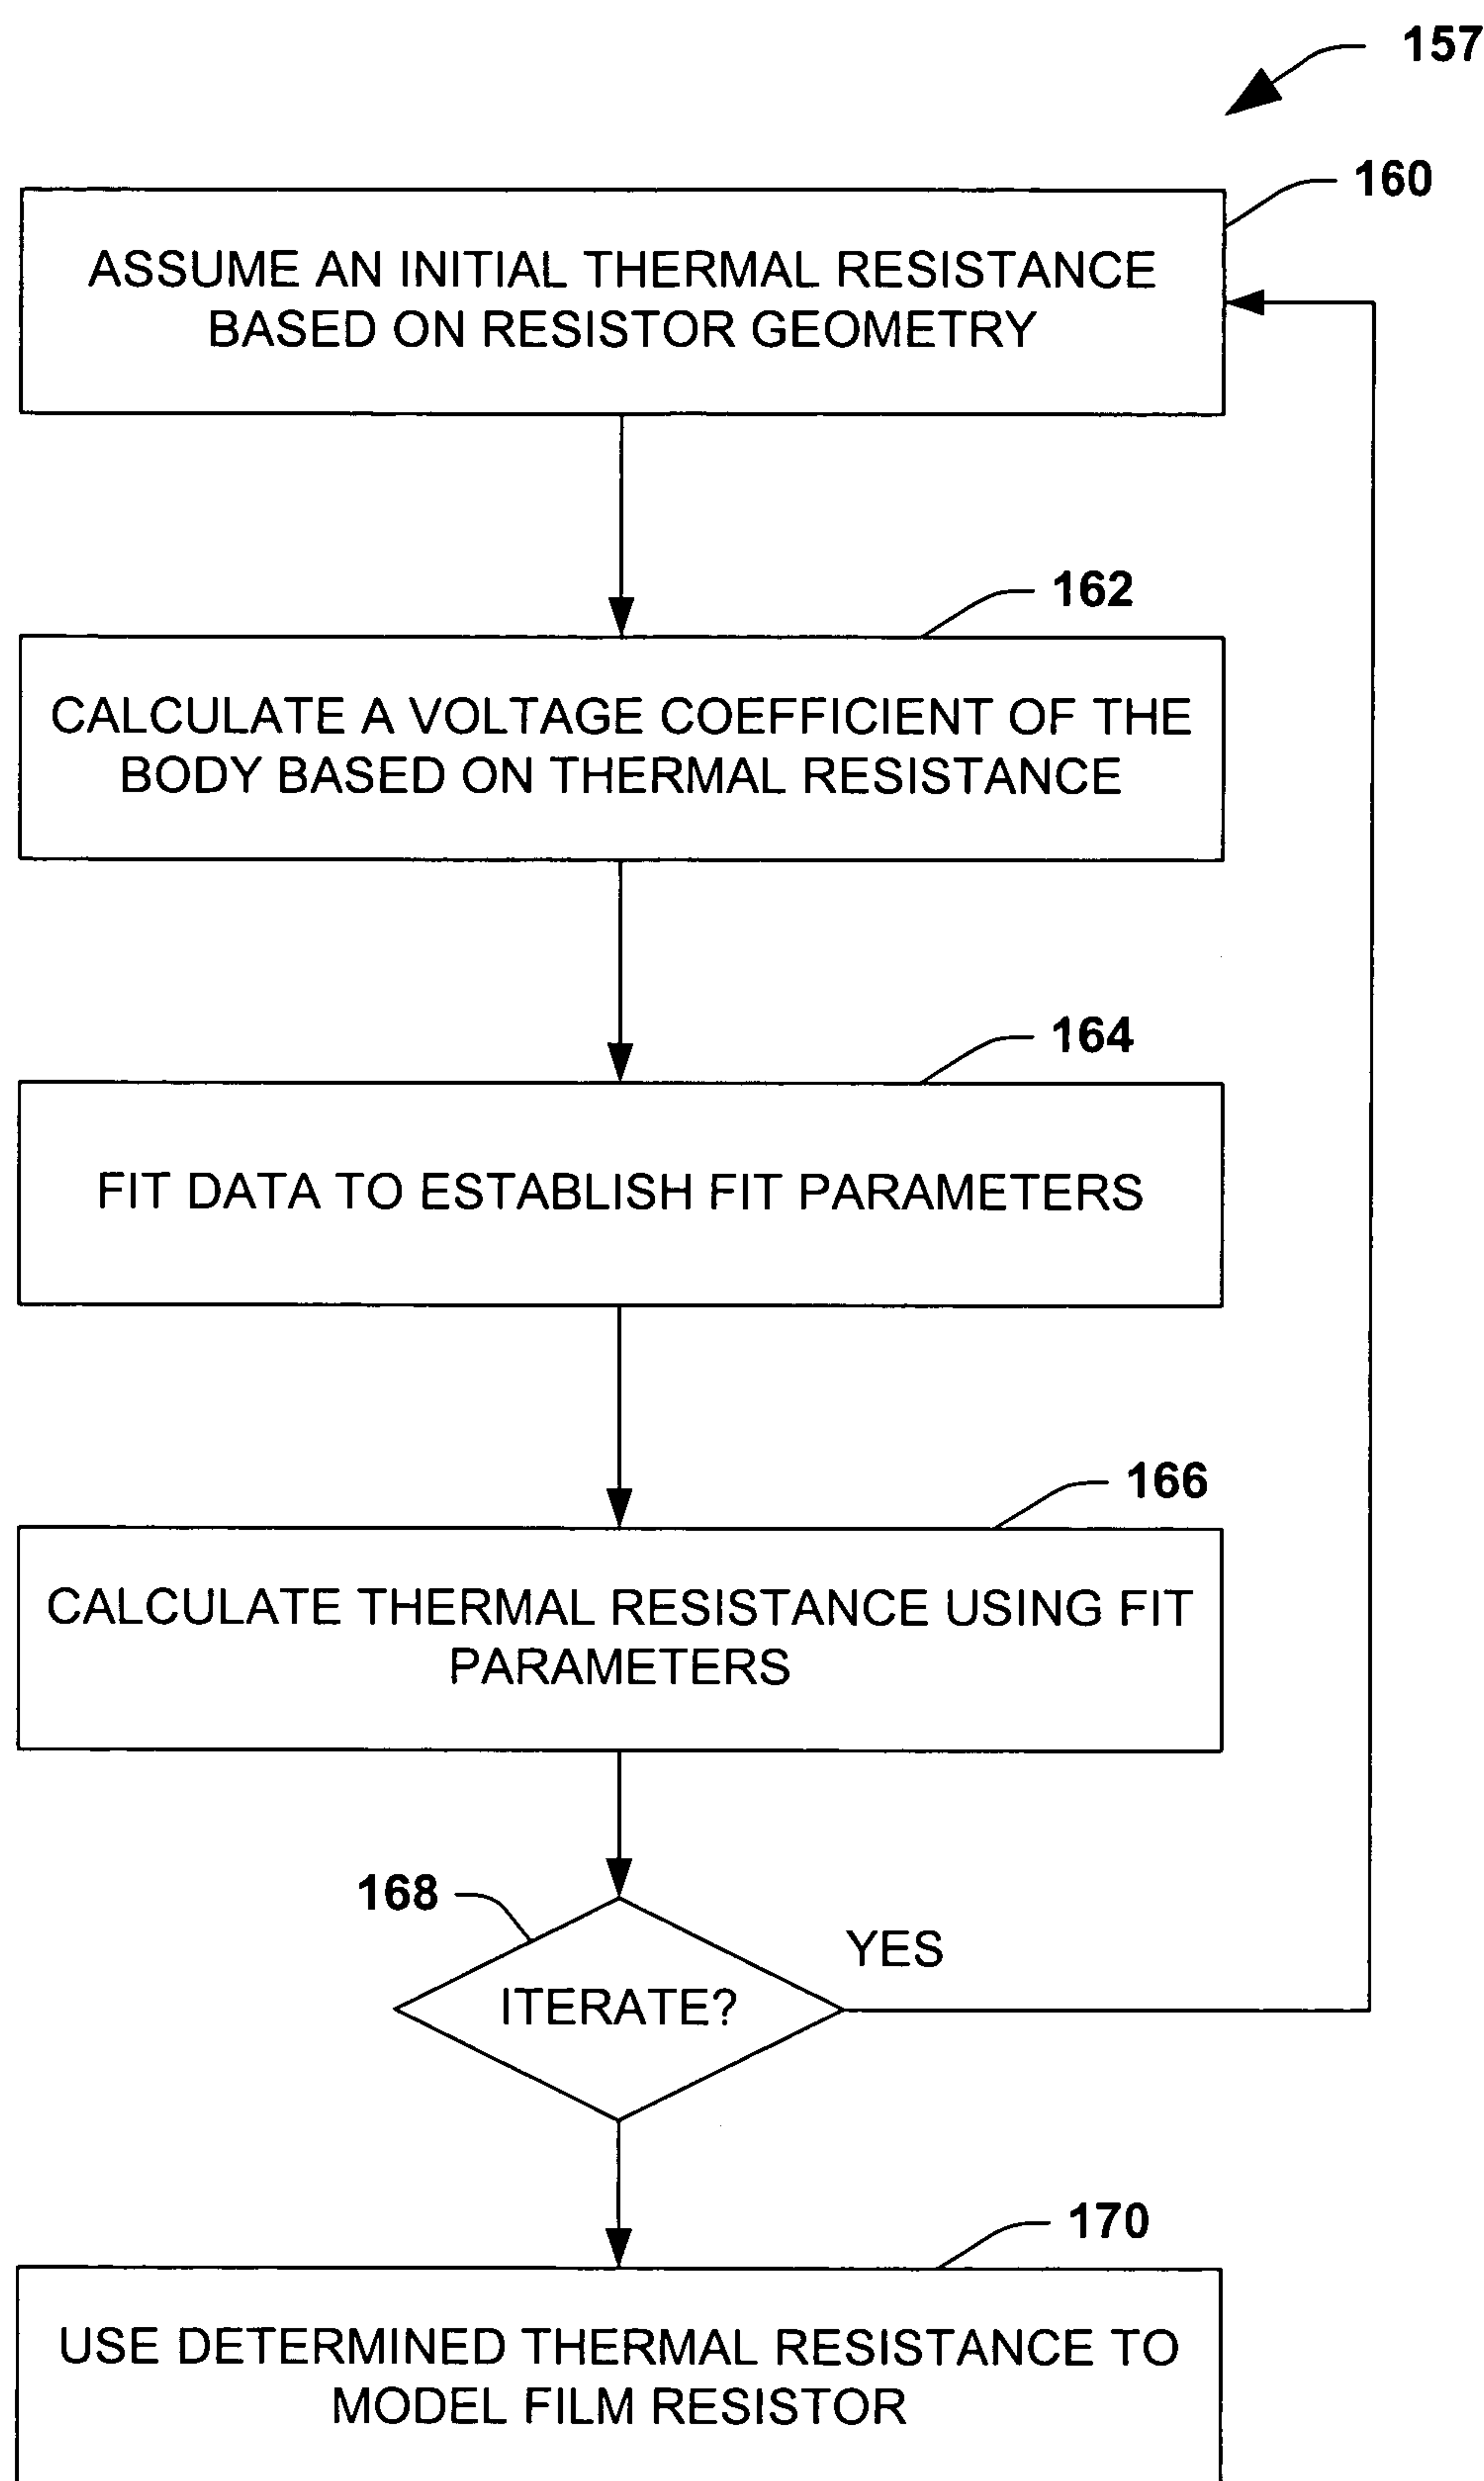 157
160
ASSUME AN INITIAL THERMAL RESISTANCE
BASED ON RESISTOR GEOMETRY
162
CALCULATE A VOLTAGE COEFFICIENT OF THE
BODY BASED ON THERMAL RESISTANCE
164
FIT DATA TO ESTABLISH FIT PARAMETERS
166
CALCULATE THERMAL RESISTANCE USING FIT
PARAMETERS
168
YES
ITERATE?
170
USE DETERMINED THERMAL RESISTANCE TO
MODEL FILM RESISTOR